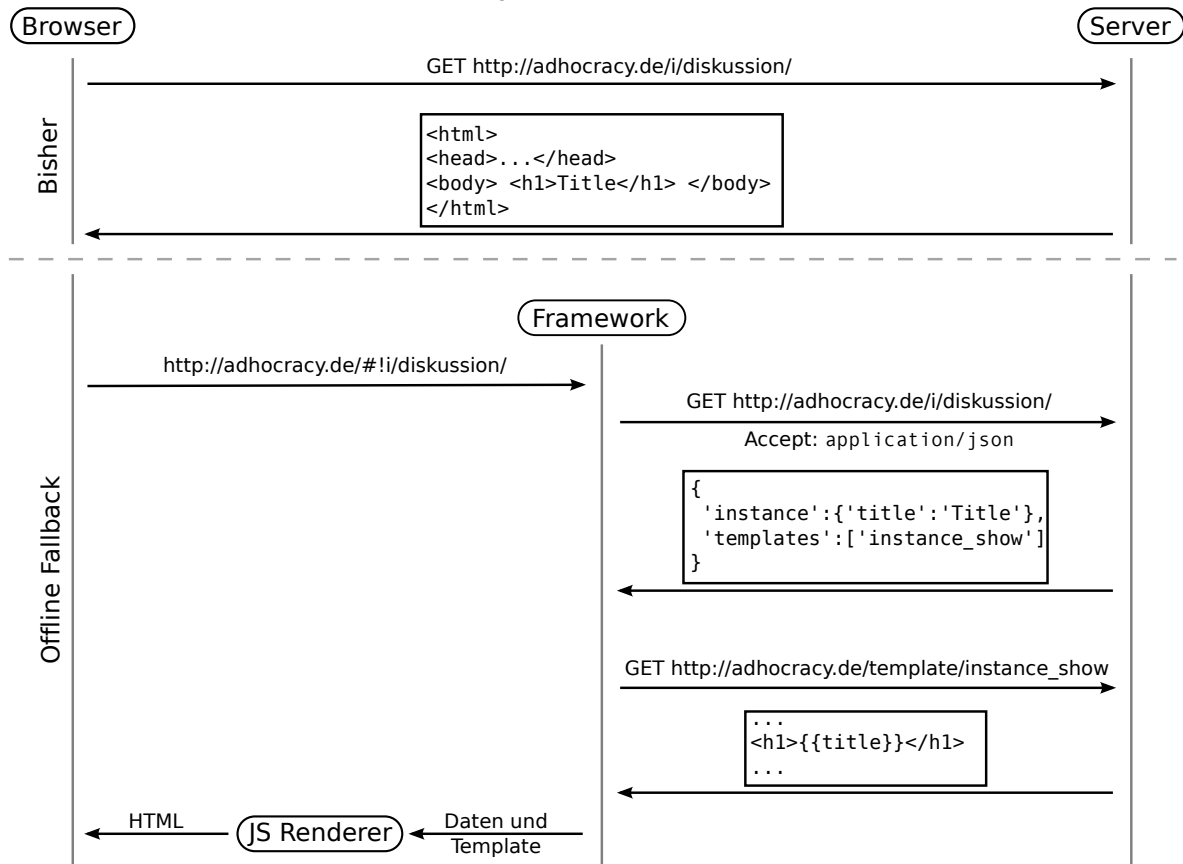 Browser
Server
GET http://adhocracy.de/i/diskussion/
Bisher
<html>
<head>...</head>
<body> <h1>Title</h1> </body>
</html>
Framework
http://adhocracy.de/#!i/diskussion/
GET http://adhocracy.de/i/diskussion/
Accept: application/json
Offline Fallback
{
'instance':{'title':'Title'},
'templates':['instance_show']
}
GET http://adhocracy.de/template/instance_show
...
<h1>{{title}}</h1>
...
HTML
JS Renderer
Daten und
Template